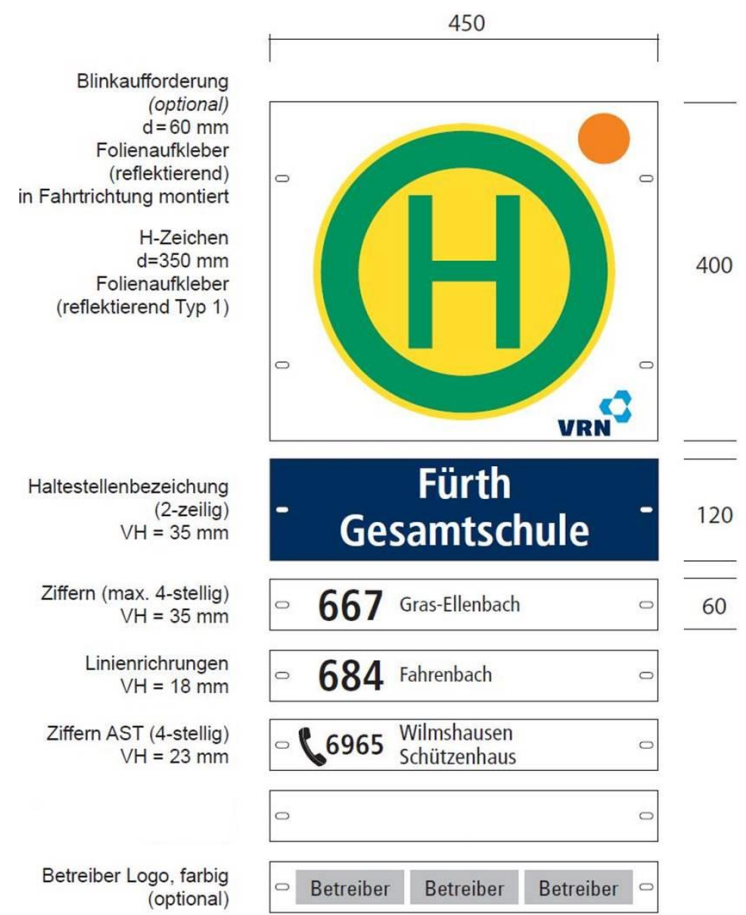 450
Blinkaufforderung
(optional)
d=60 mm
Folienaufkleber
(reflektierend)
in Fahrtrichtung montiert
H-Zeichen
d=350 mm
Folienaufkleber
(reflektierend Typ 1)
H
400
VRN
Haltestellenbezeichung
(2-zeilig)
VH = 35 mm
Fürth
Gesamtschule
120
Ziffern (max. 4-stellig)
VH = 35 mm
667 Gras-Ellenbach
60
Linienrichrungen
VH = 18 mm
684 Fahrenbach
Ziffern AST (4-stellig)
VH = 23 mm
6965 Wilmshausen
Schützenhaus
Betreiber Logo, farbig
(optional)
Betreiber Betreiber Betreiber